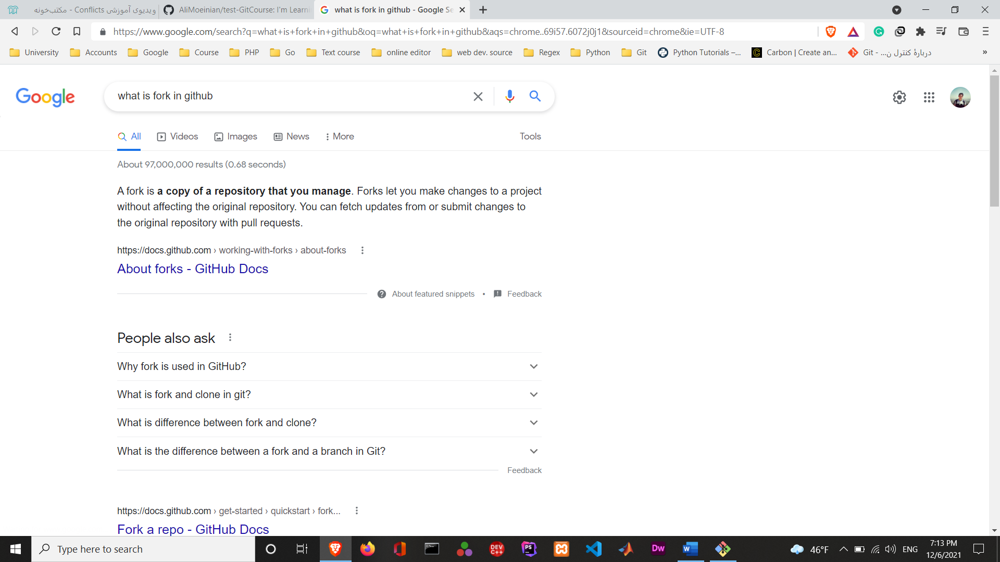 ویدیوی آموزشی Conflicts - مکتب‌خونه
AliMoeinian/test-GitCourse: I'm Learni
what is fork in github - Google Se
https://www.google.com/search?q=what+is+fork+in+github&oq=what+is+fork+in+github&aqs=chrome..69i57.6072j0j1&sourceid=chrome&ie=UTF-8
University
Accounts
Google
Course
PHP
Go
Text course
online editor
web dev. source
Regex
Python
Git
Python Tutorials –...
Carbon | Create an...
Git - دربارهٔ کنترل ن...
»
Google
what is fork in github
All
Videos
Images
News
More
Tools
About 97,000,000 results (0.68 seconds)
A fork is a copy of a repository that you manage. Forks let you make changes to a project
without affecting the original repository. You can fetch updates from or submit changes to
the original repository with pull requests.
https://docs.github.com › working-with-forks › about-forks
About forks - GitHub Docs
About featured snippets • Feedback
People also ask
Why fork is used in GitHub?
What is fork and clone in git?
What is difference between fork and clone?
What is the difference between a fork and a branch in Git?
Feedback
https://docs.github.com › get-started › quickstart › fork...
Fork a repo - GitHub Docs
Type here to search
DEV C++
PS
Dw
W
46°F
ENG
7:13 PM
12/6/2021